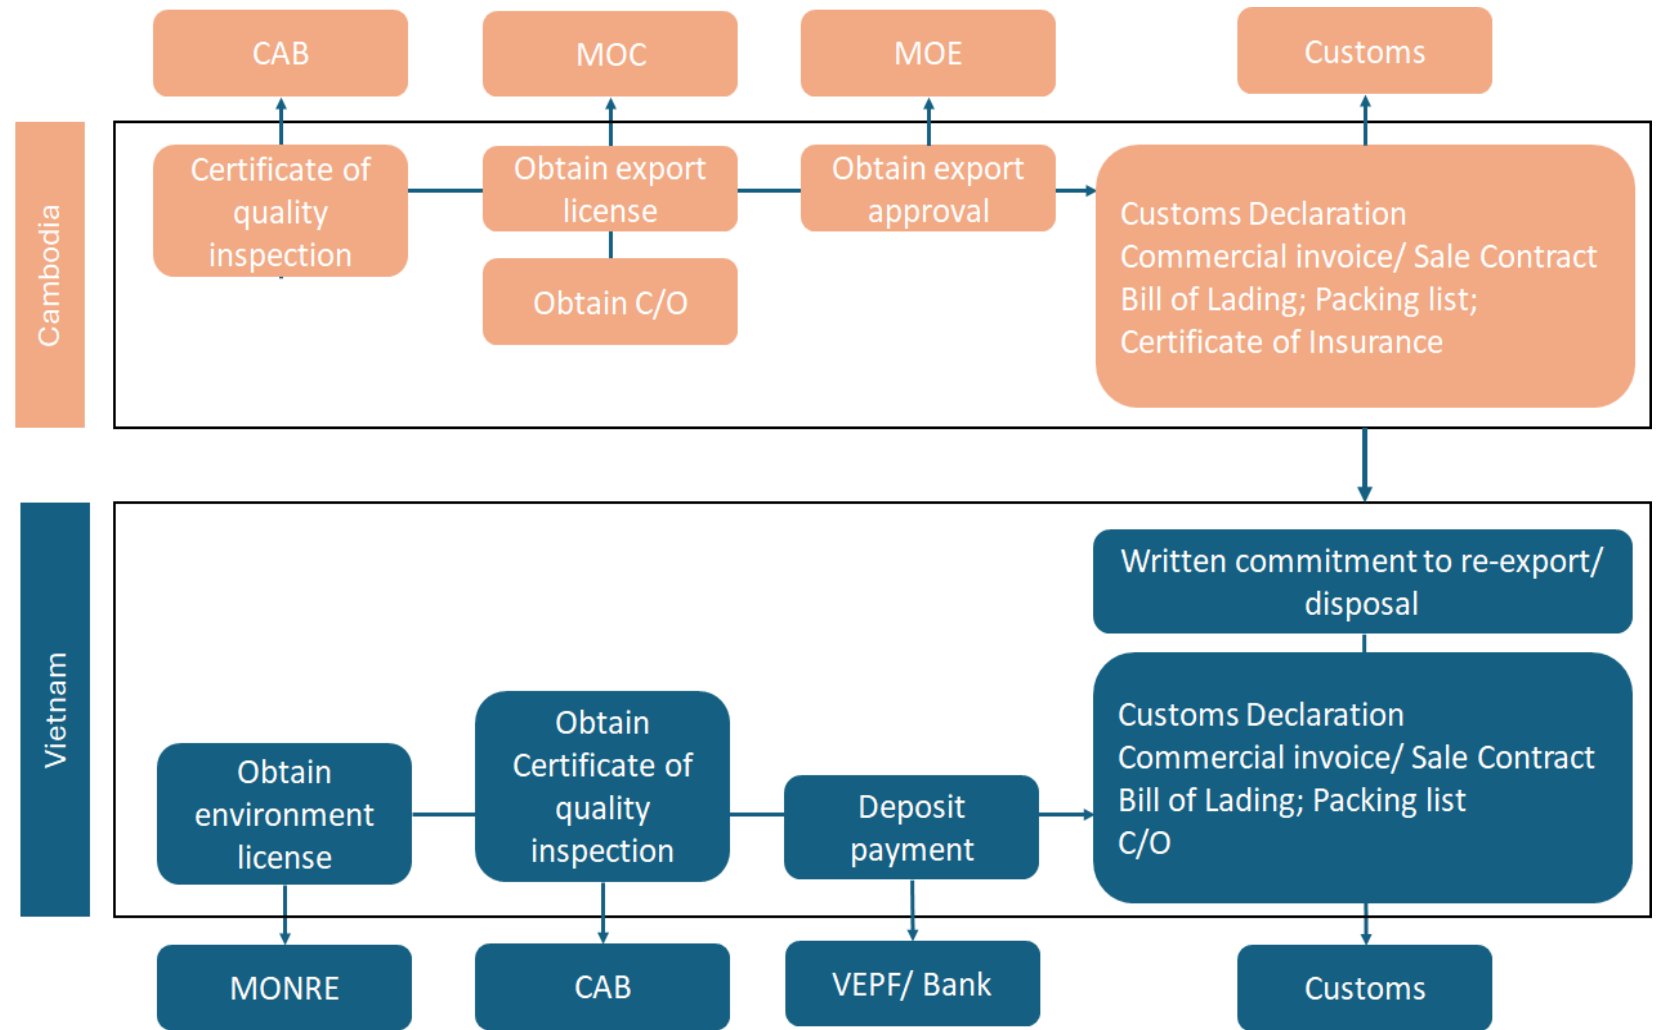 CAB
MOC
MOE
Customs
Cambodia
Certificate of
quality
inspection
Obtain export
license
Obtain C/O
Obtain export
approval
Customs Declaration
Commercial invoice/ Sale Contract
Bill of Lading; Packing list;
Certificate of Insurance
Vietnam
Written commitment to re-export/
disposal
Obtain
environment
license
Obtain
Certificate of
quality
inspection
Deposit
payment
Customs Declaration
Commercial invoice/ Sale Contract
Bill of Lading; Packing list
C/O
MONRE
CAB
VEPF/ Bank
Customs